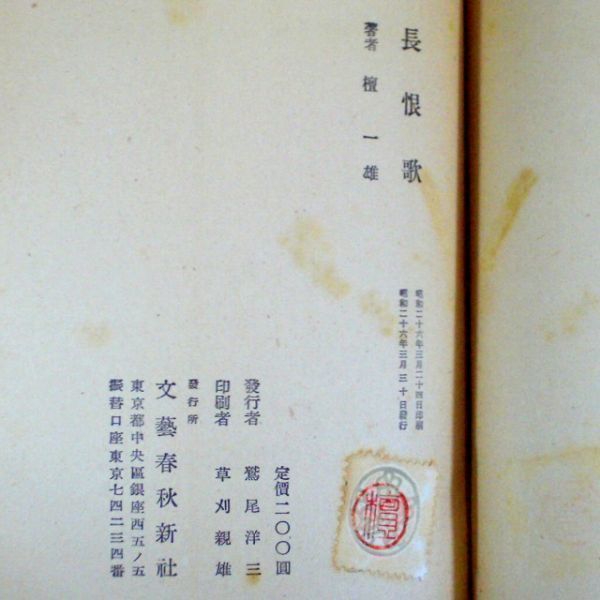 長恨歌
著者 檀一雄
昭和二十六年三月二十四日印刷
昭和二十六年三月三十日發行
定價二〇〇圓
發行者 鷲尾洋三
印刷者 草刈親雄
發行所
文藝春秋新社
東京都中央區銀座西五ノ五
振替口座東京七四二三四番
檀